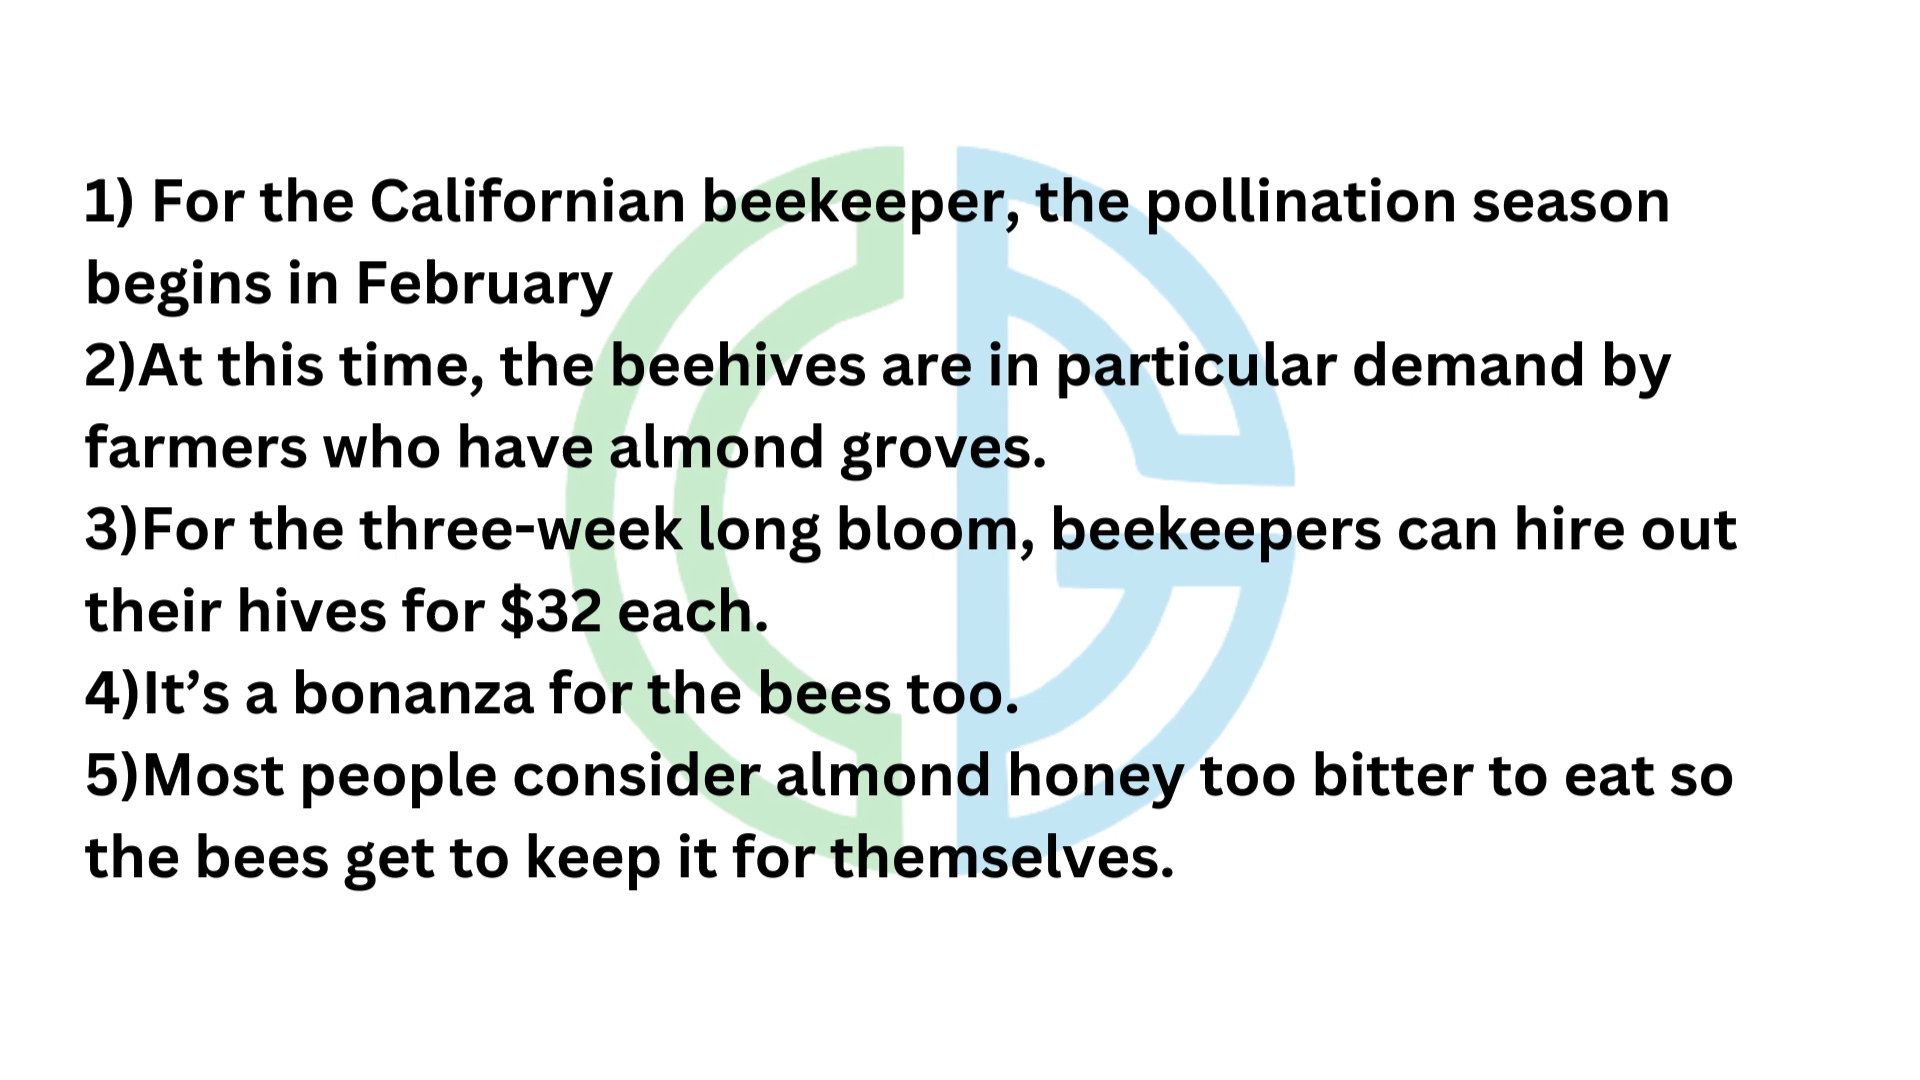 1) For the Californian beekeeper, the pollination season
begins in February
2)At this time, the beehives are in particular demand by
farmers who have almond groves.
3)For the three-week long bloom, beekeepers can hire out
their hives for $32 each.
4)It’s a bonanza for the bees too.
5)Most people consider almond honey too bitter to eat so
the bees get to keep it for themselves.